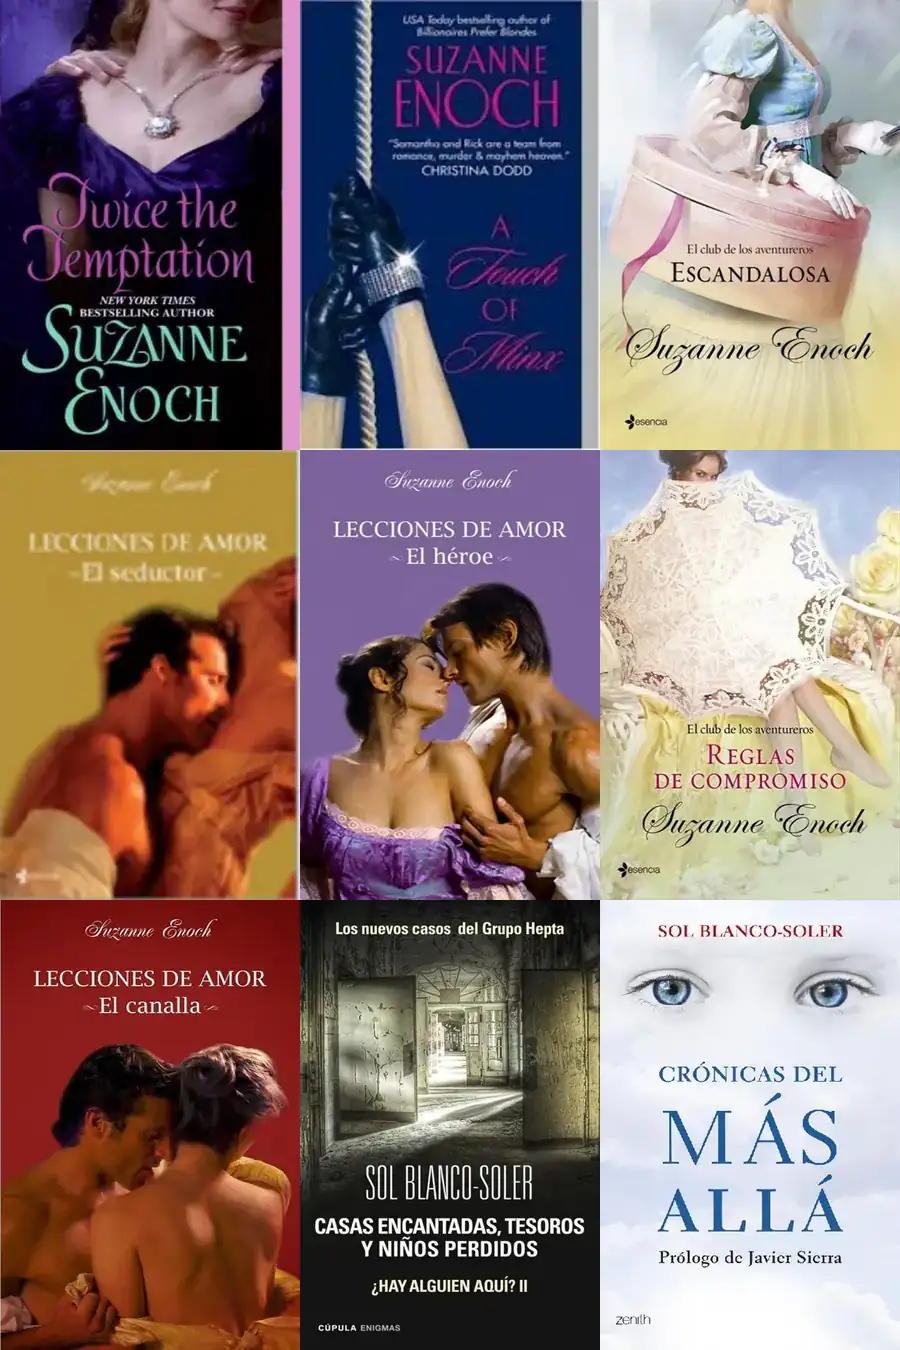 Twice the
Temptation
NEW YORK TIMES
BESTSELLING AUTHOR
SUZANNE
ENOCH
USA Today bestselling author of
Billionaires Prefer Blondes
SUZANNE
ENOCH
"Samantha and Rick are a team from
romance, murder & mayhem heaven."
CHRISTINA DODD
A
Touch
OF
Minx
El club de los aventureros
ESCANDALOSA
Suzanne Enoch
esencia
Suzanne Enoch
LECCIONES DE AMOR
~ El seductor ~
Suzanne Enoch
LECCIONES DE AMOR
~ El héroe ~
El club de los aventureros
REGLAS
DE COMPROMISO
Suzanne Enoch
esencia
Suzanne Enoch
LECCIONES DE AMOR
~ El canalla ~
Los nuevos casos del Grupo Hepta
SOL BLANCO-SOLER
CASAS ENCANTADAS, TESOROS
Y NIÑOS PERDIDOS
¿HAY ALGUIEN AQUÍ? II
CÚPULA ENIGMAS
SOL BLANCO-SOLER
CRÓNICAS DEL
MÁS
ALLÁ
Prólogo de Javier Sierra
zenith